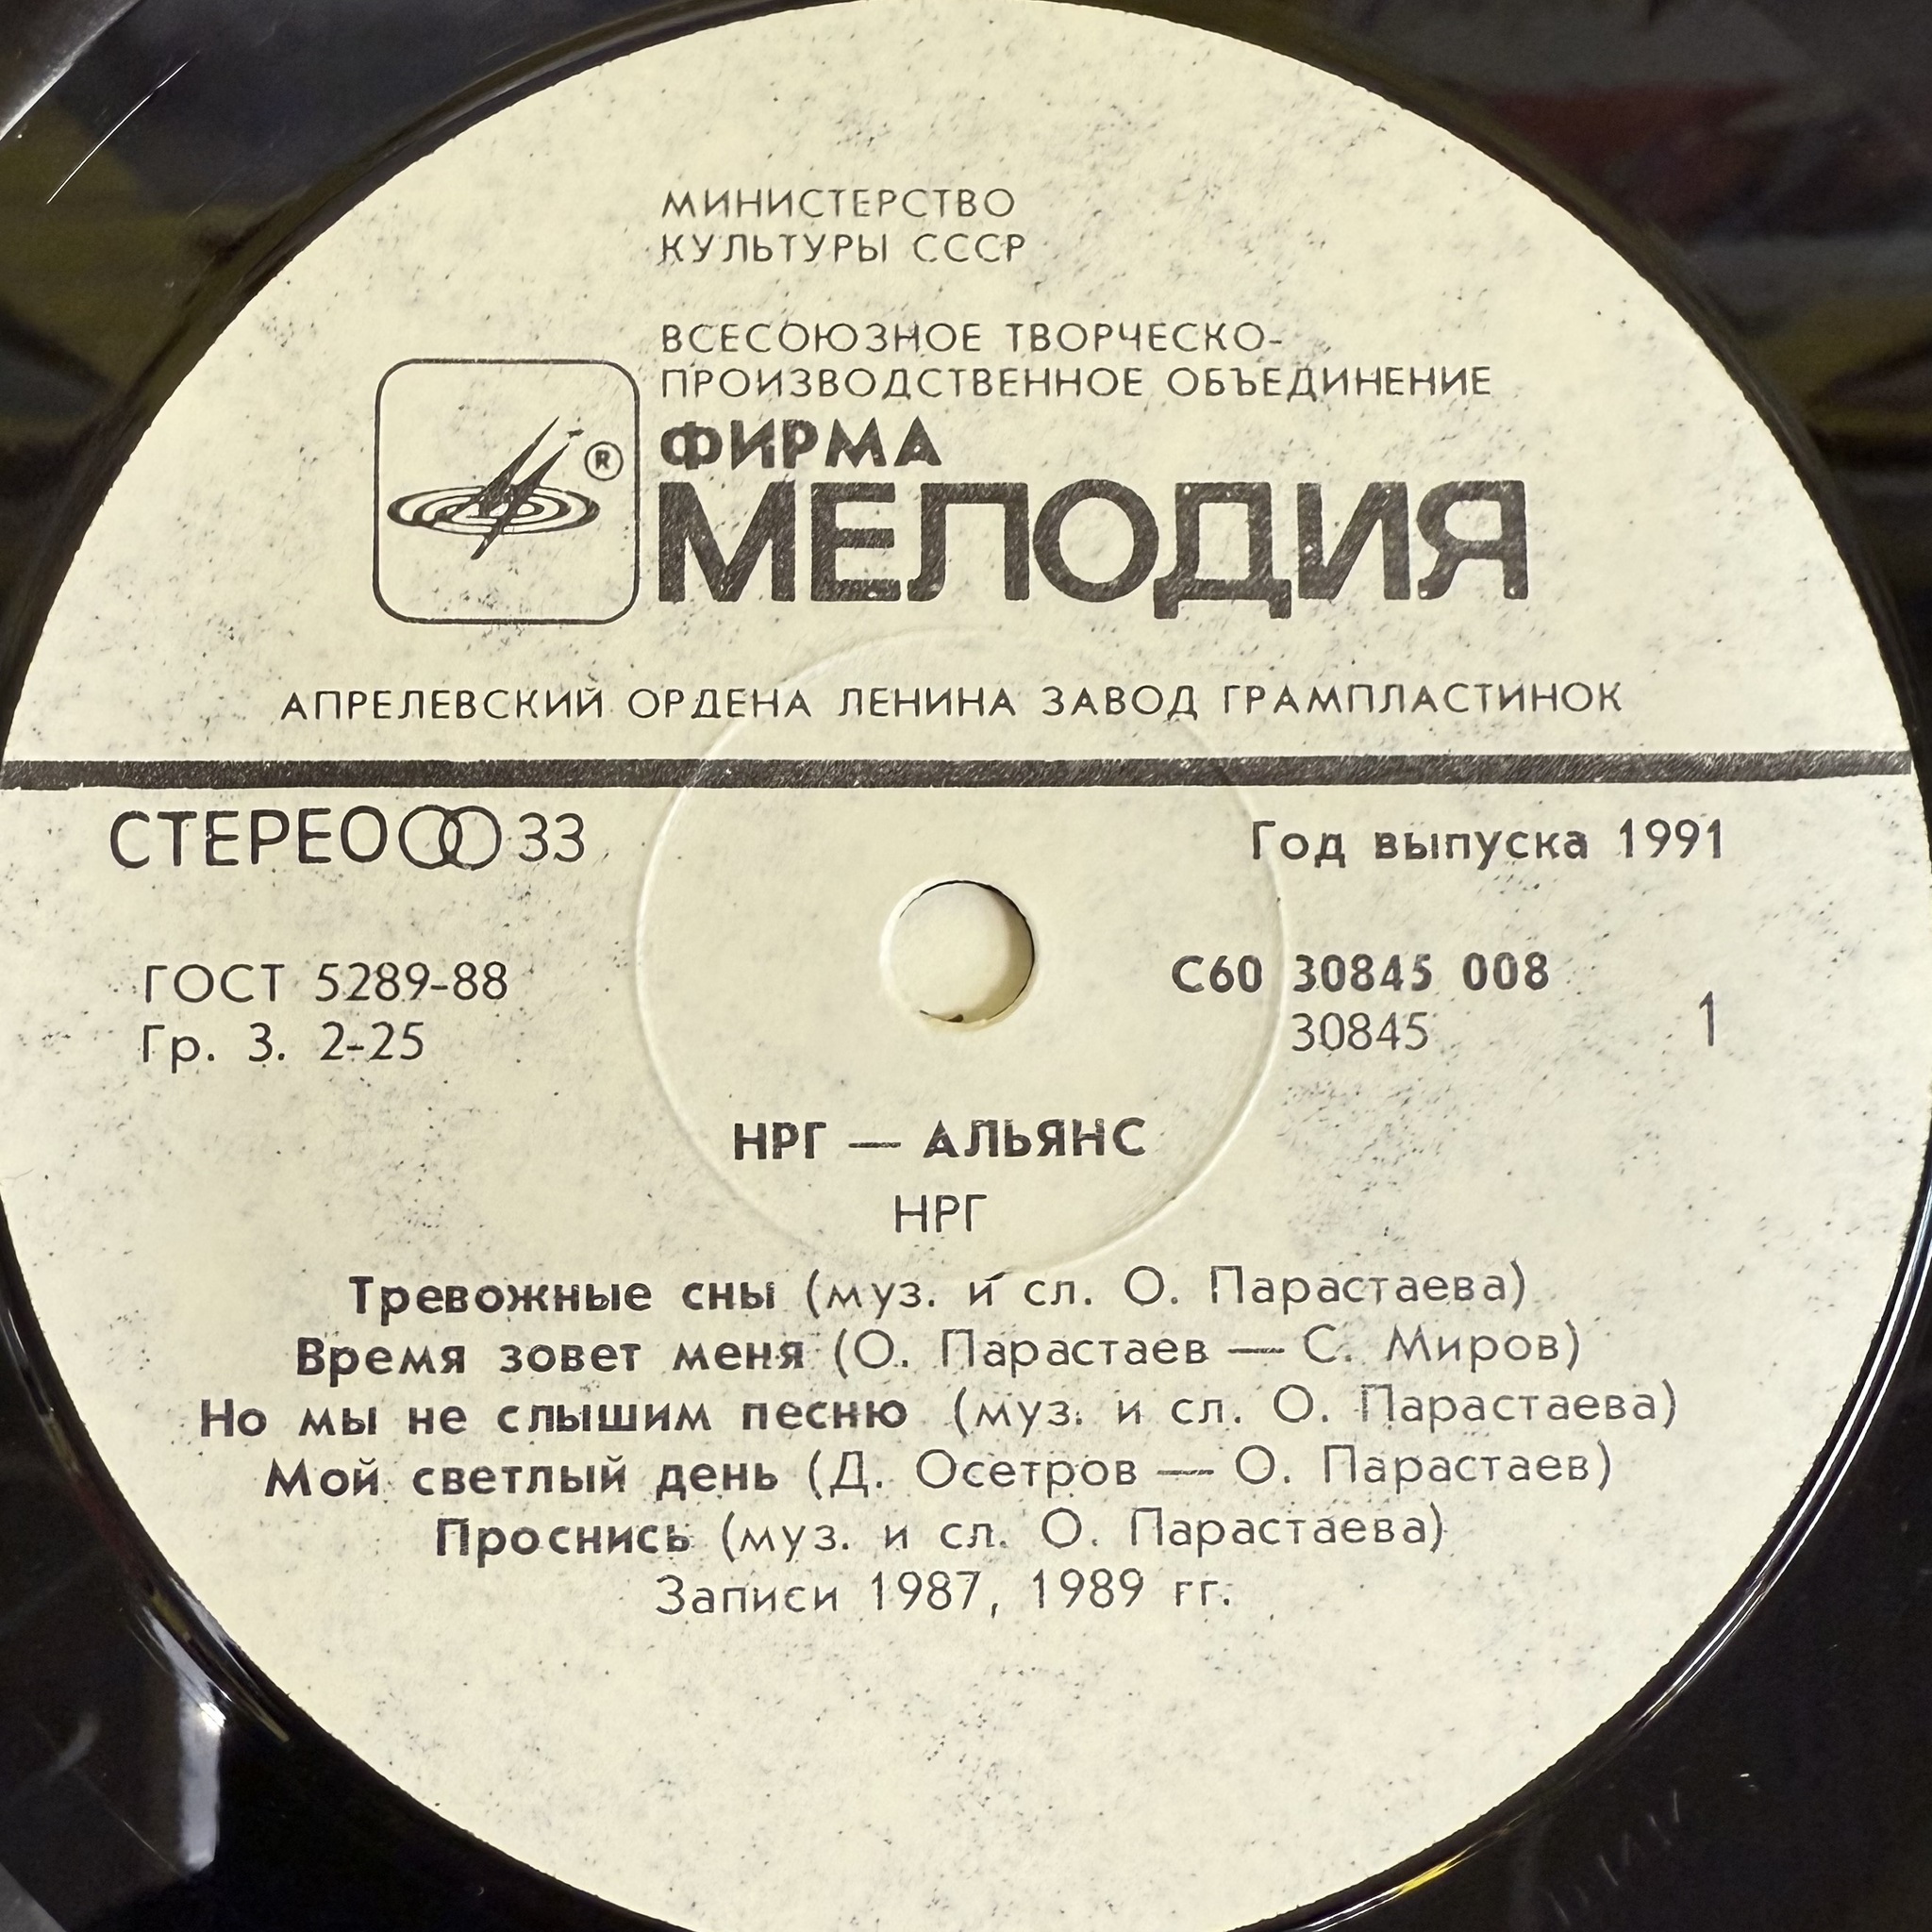 МИНИСТЕРСТВО
КУЛЬТУРЫ СССР
ВСЕСОЮЗНОЕ ТВОРЧЕСКО-
ПРОИЗВОДСТВЕННОЕ ОБЪЕДИНЕНИЕ
ФИРМА
®
МЕЛОДИЯ
АПРЕЛЕВСКИЙ ОРДЕНА ЛЕНИНА ЗАВОД ГРАМПЛАСТИНОК
СТЕРЕО 33
Год выпуска 1991
ГОСТ 5289-88
Гр. 3. 2-25
С60 30845 008
30845
1
НРГ — АЛЬЯНС
НРГ
Тревожные сны (муз. и сл. О. Парастаева)
Время зовет меня (О. Парастаев — С. Миров)
Но мы не слышим песню (муз. и сл. О. Парастаева)
Мой светлый день (Д. Осетров — О. Парастаев)
Проснись (муз. и сл. О. Парастаева)
Записи 1987, 1989 гг.